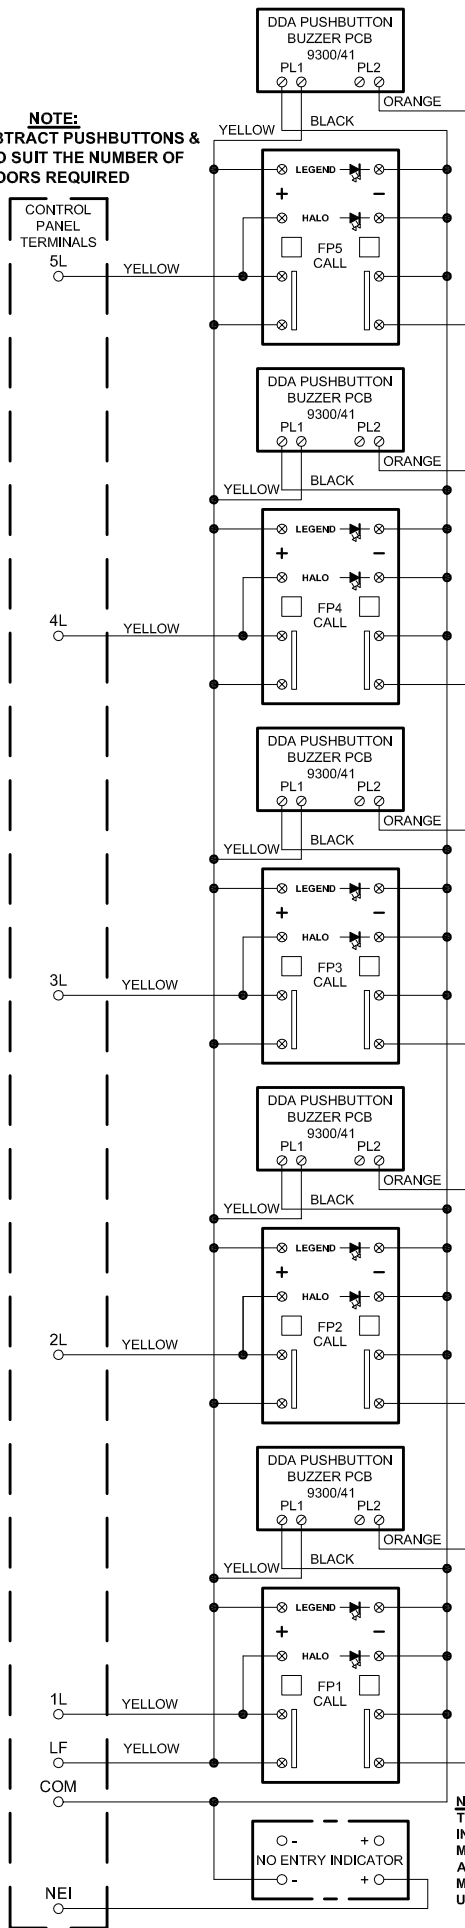 DDA PUSHBUTTON
BUZZER PCB
9300/41
PL1 PL2
ORANGE
BLACK
YELLOW
NOTE:
BTRACT PUSHBUTTONS &
O SUIT THE NUMBER OF
OORS REQUIRED
CONTROL
PANEL
TERMINALS
LEGEND
+ -
HALO
FP5
CALL
5L
YELLOW
DDA PUSHBUTTON
BUZZER PCB
9300/41
PL1 PL2
ORANGE
BLACK
YELLOW
LEGEND
+ -
HALO
FP4
CALL
4L
YELLOW
DDA PUSHBUTTON
BUZZER PCB
9300/41
PL1 PL2
ORANGE
BLACK
YELLOW
LEGEND
+ -
HALO
FP3
CALL
3L
YELLOW
DDA PUSHBUTTON
BUZZER PCB
9300/41
PL1 PL2
ORANGE
BLACK
YELLOW
LEGEND
+ -
HALO
FP2
CALL
2L
YELLOW
DDA PUSHBUTTON
BUZZER PCB
9300/41
PL1 PL2
ORANGE
BLACK
YELLOW
LEGEND
+ -
HALO
FP1
CALL
1L
YELLOW
LF
YELLOW
COM
- +
NO ENTRY INDICATOR
- +
NEI
N
T
IN
M
A
M
U